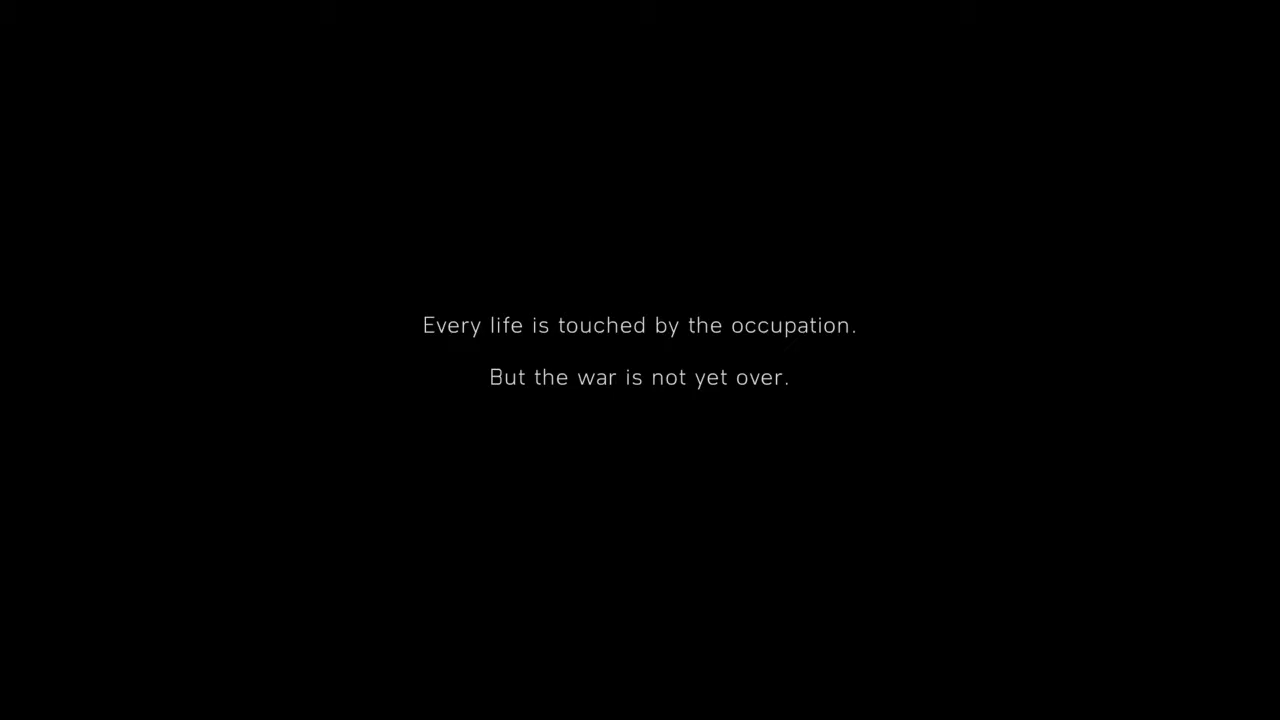 Every life is touched by the occupation.
But the war is not yet over.